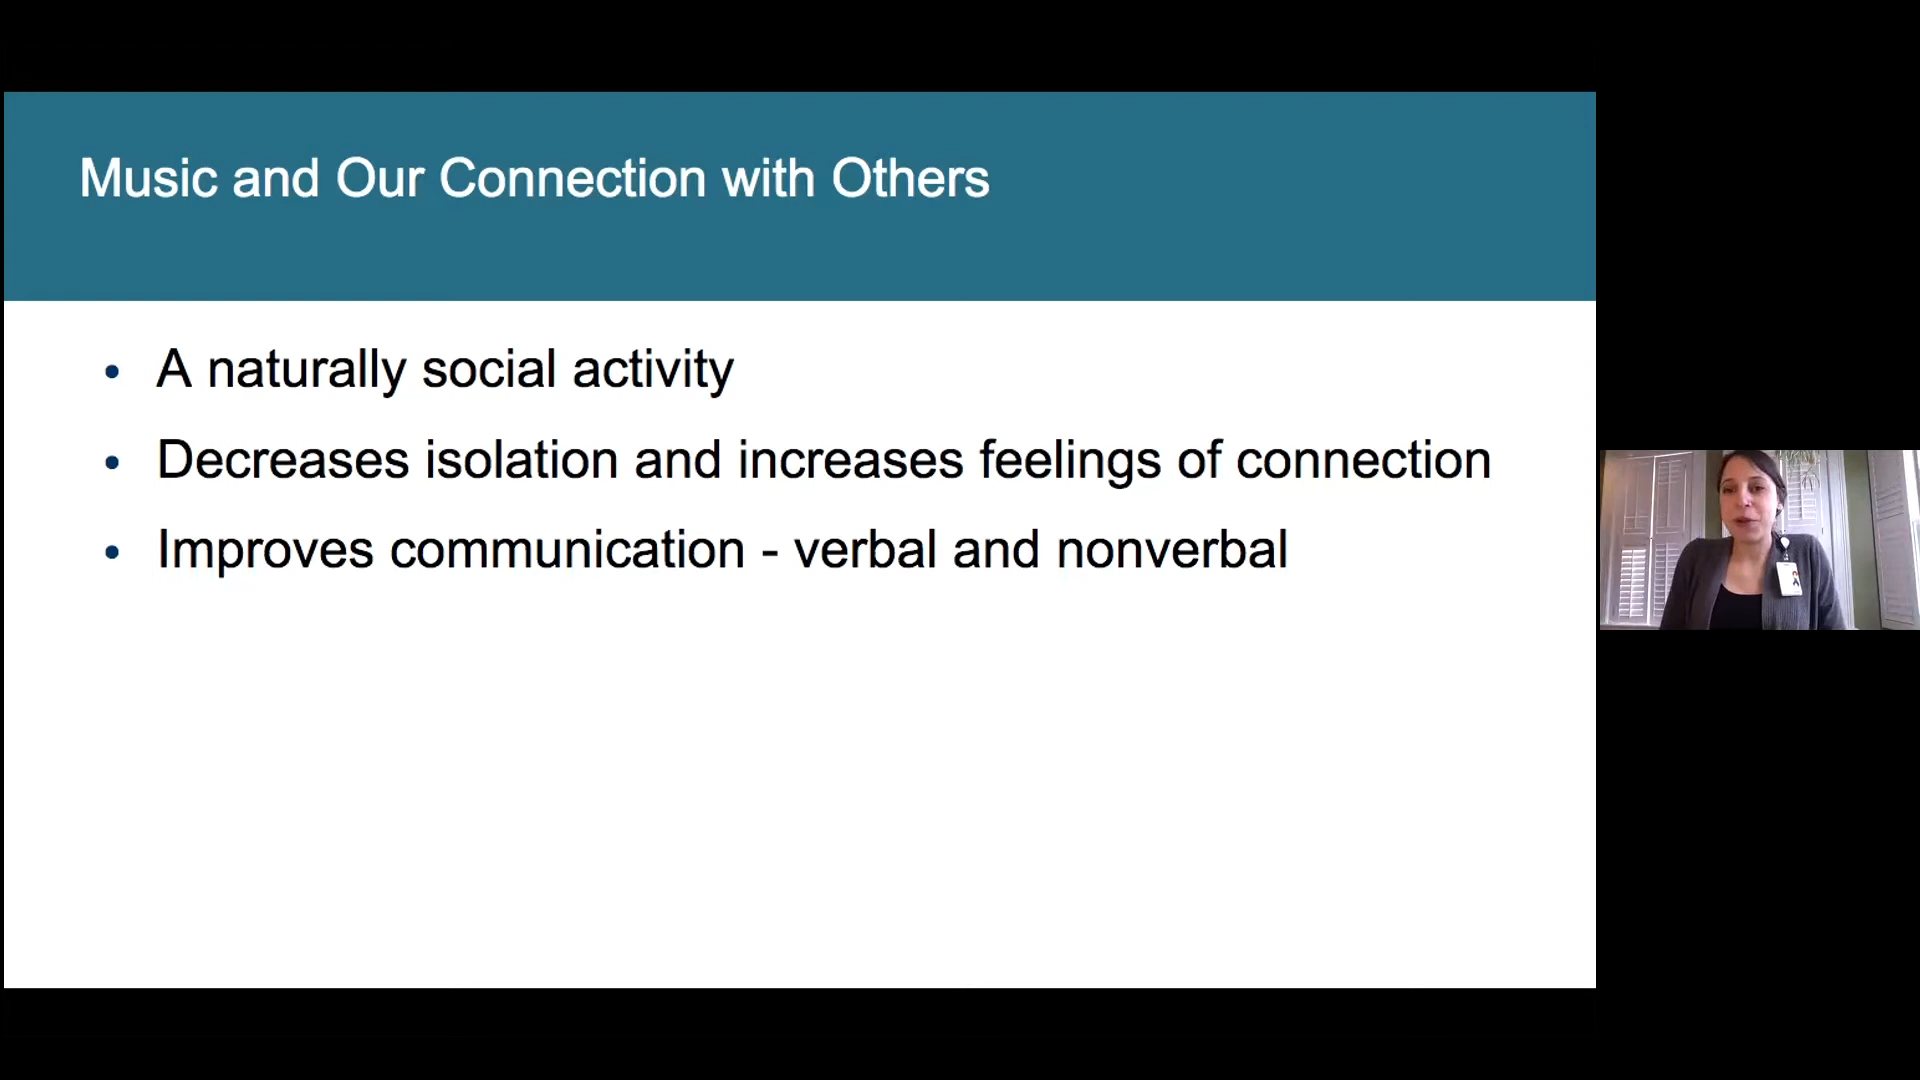 Music and Our Connection with Others
• A naturally social activity
• Decreases isolation and increases feelings of connection
• Improves communication - verbal and nonverbal